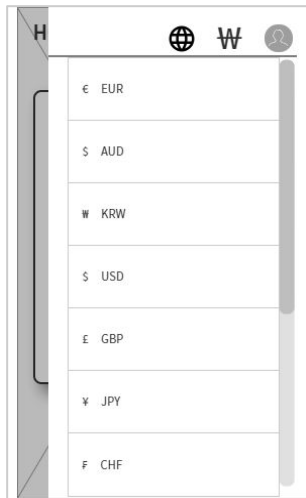 H ₩
€ EUR
$ AUD
₩ KRW
$ USD
£ GBP
¥ JPY
₣ CHF